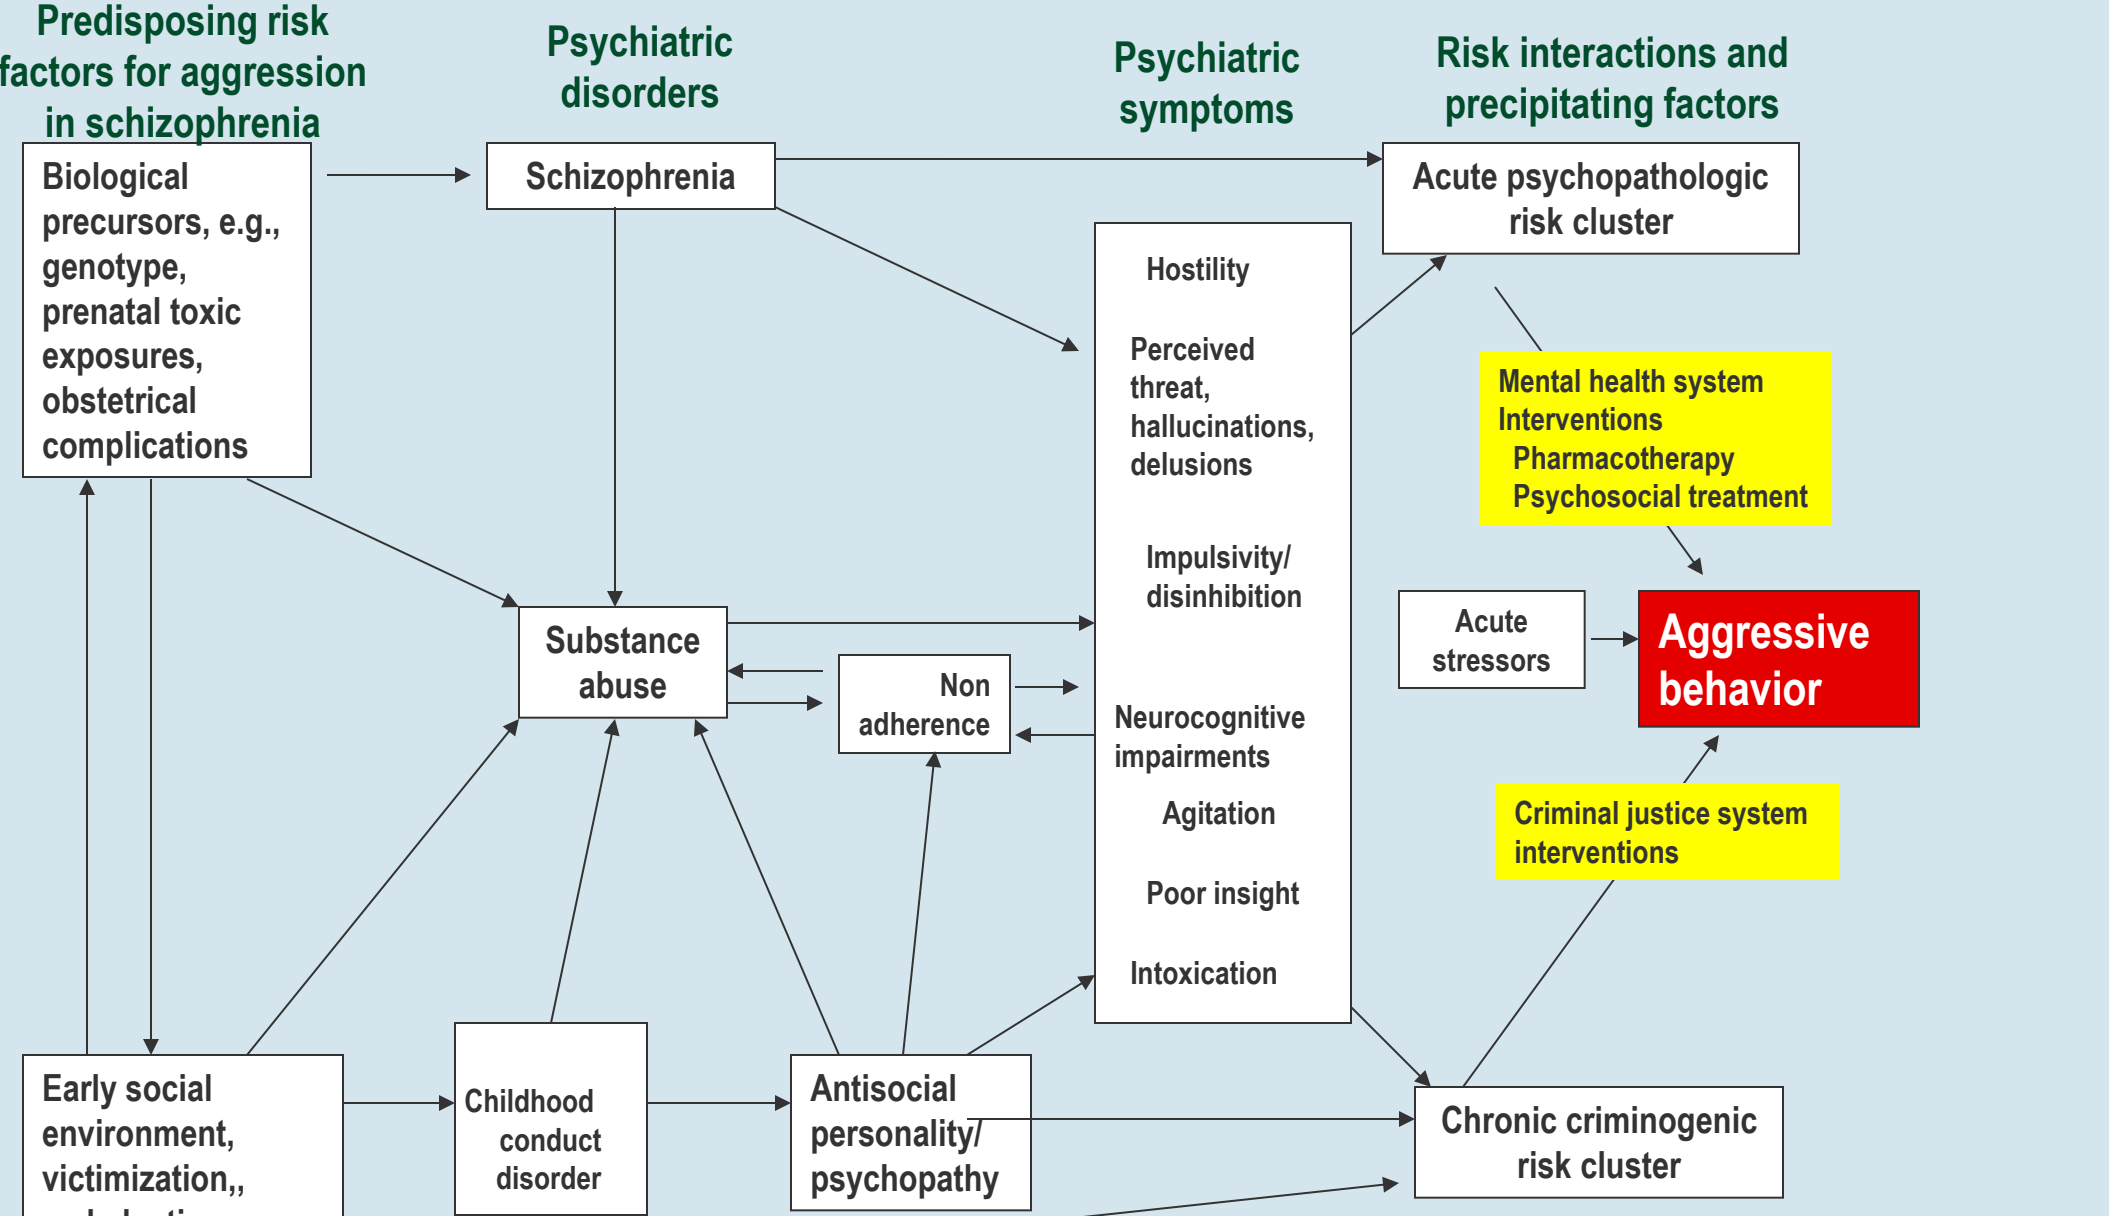 Predisposing risk
factors for aggression
in schizophrenia
Psychiatric
disorders
Psychiatric
symptoms
Risk interactions and
precipitating factors
Biological
precursors, e.g.,
genotype,
prenatal toxic
exposures,
obstetrical
complications
Schizophrenia
Acute psychopathologic
risk cluster
Hostility
Perceived
threat,
hallucinations,
delusions
Impulsivity/
disinhibition
Neurocognitive
impairments
Agitation
Poor insight
Intoxication
Mental health system
Interventions
Pharmacotherapy
Psychosocial treatment
Substance
abuse
Non
adherence
Acute
stressors
Aggressive
behavior
Criminal justice system
interventions
Early social
environment,
victimization,,
Childhood
conduct
disorder
Antisocial
personality/
psychopathy
Chronic criminogenic
risk cluster